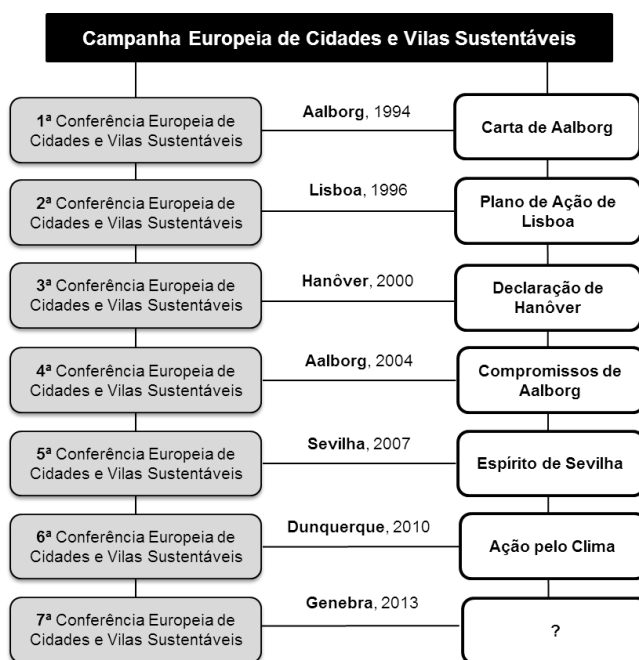 Campanha Europeia de Cidades e Vilas Sustentáveis
1ª Conferência Europeia de
Cidades e Vilas Sustentáveis
Aalborg, 1994
Carta de Aalborg
2ª Conferência Europeia de
Cidades e Vilas Sustentáveis
Lisboa, 1996
Plano de Ação de
Lisboa
3ª Conferência Europeia de
Cidades e Vilas Sustentáveis
Hanôver, 2000
Declaração de
Hanôver
4ª Conferência Europeia de
Cidades e Vilas Sustentáveis
Aalborg, 2004
Compromissos de
Aalborg
5ª Conferência Europeia de
Cidades e Vilas Sustentáveis
Sevilha, 2007
Espírito de Sevilha
6ª Conferência Europeia de
Cidades e Vilas Sustentáveis
Dunquerque, 2010
Ação pelo Clima
7ª Conferência Europeia de
Cidades e Vilas Sustentáveis
Genebra, 2013
?